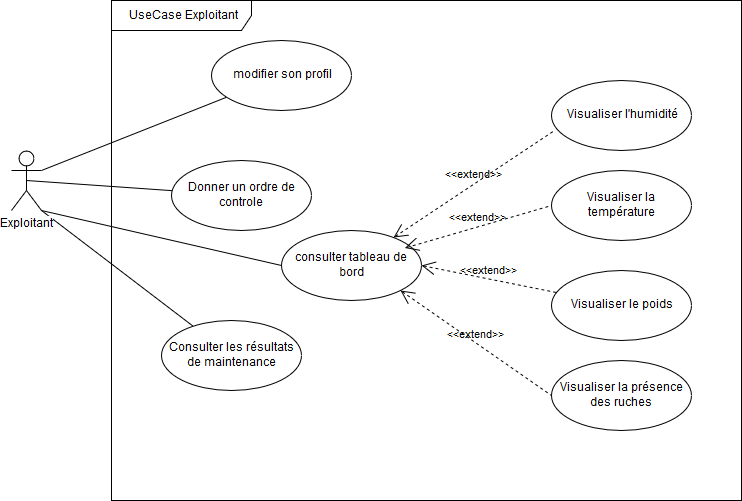 UseCase Exploitant
modifier son profil
Visualiser l'humidité
<<extend>>
Donner un ordre de
controle
Visualiser la
température
<<extend>>
Exploitant
consulter tableau de
bord
<<extend>>
Visualiser le poids
<<extend>>
Consulter les résultats
de maintenance
Visualiser la présence
des ruches